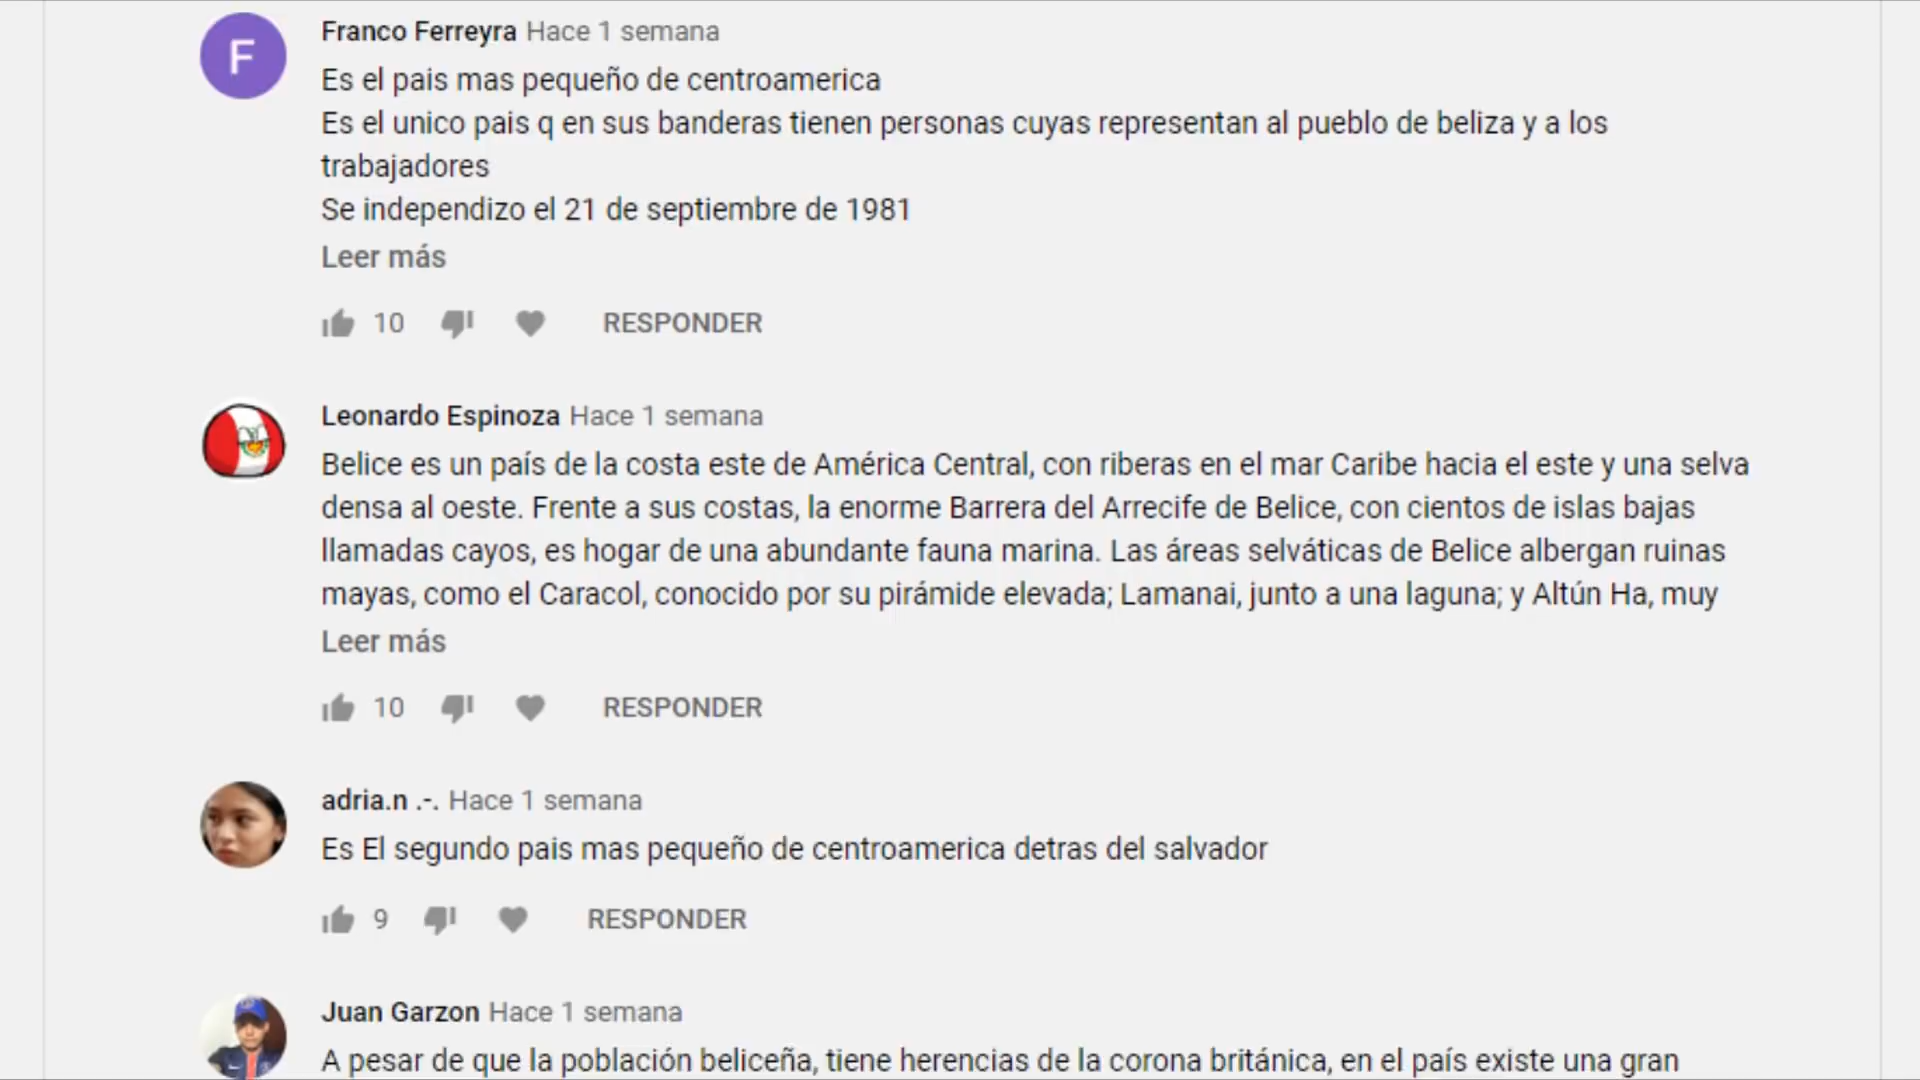 F
Franco Ferreyra Hace 1 semana
Es el pais mas pequeño de centroamerica
Es el unico pais q en sus banderas tienen personas cuyas representan al pueblo de beliza y a los
trabajadores
Se independizo el 21 de septiembre de 1981
Leer más
10 RESPONDER
Leonardo Espinoza Hace 1 semana
Belice es un país de la costa este de América Central, con riberas en el mar Caribe hacia el este y una selva
densa al oeste. Frente a sus costas, la enorme Barrera del Arrecife de Belice, con cientos de islas bajas
llamadas cayos, es hogar de una abundante fauna marina. Las áreas selváticas de Belice albergan ruinas
mayas, como el Caracol, conocido por su pirámide elevada; Lamanai, junto a una laguna; y Altún Ha, muy
Leer más
10 RESPONDER
adria.n .-. Hace 1 semana
Es El segundo pais mas pequeño de centroamerica detras del salvador
9 RESPONDER
Juan Garzon Hace 1 semana
A pesar de que la población beliceña, tiene herencias de la corona británica, en el país existe una gran